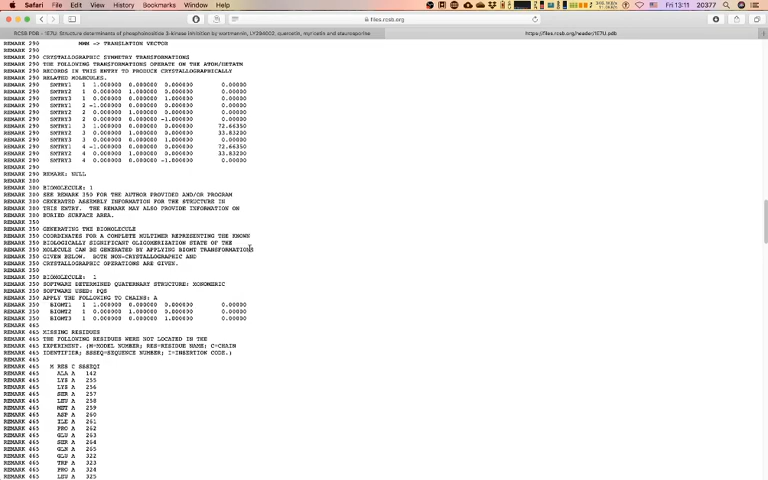 Safari File Edit View History Bookmarks Window Help
Fri 13:11 20377
files.rcsb.org
RCSB PDB - 1E7U: Structure determinants of phosphoinositide 3-kinase inhibition by wortmannin, LY294002, quercetin, myricetin and staurosporine
https://files.rcsb.org/header/1E7U.pdb
REMARK 290 NNN -> TRANSLATION VECTOR
REMARK 290
REMARK 290 CRYSTALLOGRAPHIC SYMMETRY TRANSFORMATIONS
REMARK 290 THE FOLLOWING TRANSFORMATIONS OPERATE ON THE ATOM/HETATM
REMARK 290 RECORDS IN THIS ENTRY TO PRODUCE CRYSTALLOGRAPHICALLY
REMARK 290 RELATED MOLECULES.
REMARK 290 SMTRY1 1 1.000000 0.000000 0.000000 0.00000
REMARK 290 SMTRY2 1 0.000000 1.000000 0.000000 0.00000
REMARK 290 SMTRY3 1 0.000000 0.000000 1.000000 0.00000
REMARK 290 SMTRY1 2 -1.000000 0.000000 0.000000 0.00000
REMARK 290 SMTRY2 2 0.000000 1.000000 0.000000 0.00000
REMARK 290 SMTRY3 2 0.000000 0.000000 -1.000000 0.00000
REMARK 290 SMTRY1 3 1.000000 0.000000 0.000000 72.66350
REMARK 290 SMTRY2 3 0.000000 1.000000 0.000000 33.83200
REMARK 290 SMTRY3 3 0.000000 0.000000 1.000000 0.00000
REMARK 290 SMTRY1 4 -1.000000 0.000000 0.000000 72.66350
REMARK 290 SMTRY2 4 0.000000 1.000000 0.000000 33.83200
REMARK 290 SMTRY3 4 0.000000 0.000000 -1.000000 0.00000
REMARK 290
REMARK 290 REMARK: NULL
REMARK 300
REMARK 300 BIOMOLECULE: 1
REMARK 300 SEE REMARK 350 FOR THE AUTHOR PROVIDED AND/OR PROGRAM
REMARK 300 GENERATED ASSEMBLY INFORMATION FOR THE STRUCTURE IN
REMARK 300 THIS ENTRY. THE REMARK MAY ALSO PROVIDE INFORMATION ON
REMARK 300 BURIED SURFACE AREA.
REMARK 350
REMARK 350 GENERATING THE BIOMOLECULE
REMARK 350 COORDINATES FOR A COMPLETE MULTIMER REPRESENTING THE KNOWN
REMARK 350 BIOLOGICALLY SIGNIFICANT OLIGOMERIZATION STATE OF THE
REMARK 350 MOLECULE CAN BE GENERATED BY APPLYING BIOMT TRANSFORMATIONS
REMARK 350 GIVEN BELOW. BOTH NON-CRYSTALLOGRAPHIC AND
REMARK 350 CRYSTALLOGRAPHIC OPERATIONS ARE GIVEN.
REMARK 350
REMARK 350 BIOMOLECULE: 1
REMARK 350 SOFTWARE DETERMINED QUATERNARY STRUCTURE: MONOMERIC
REMARK 350 SOFTWARE USED: PQS
REMARK 350 APPLY THE FOLLOWING TO CHAINS: A
REMARK 350 BIOMT1 1 1.000000 0.000000 0.000000 0.00000
REMARK 350 BIOMT2 1 0.000000 1.000000 0.000000 0.00000
REMARK 350 BIOMT3 1 0.000000 0.000000 1.000000 0.00000
REMARK 465
REMARK 465 MISSING RESIDUES
REMARK 465 THE FOLLOWING RESIDUES WERE NOT LOCATED IN THE
REMARK 465 EXPERIMENT. (M=MODEL NUMBER; RES=RESIDUE NAME; C=CHAIN
REMARK 465 IDENTIFIER; SSSEQ=SEQUENCE NUMBER; I=INSERTION CODE.)
REMARK 465
REMARK 465 M RES C SSSEQI
REMARK 465 ALA A 142
REMARK 465 LYS A 255
REMARK 465 LYS A 256
REMARK 465 SER A 257
REMARK 465 LEU A 258
REMARK 465 MET A 259
REMARK 465 ASP A 260
REMARK 465 ILE A 261
REMARK 465 PRO A 262
REMARK 465 GLU A 263
REMARK 465 SER A 264
REMARK 465 GLN A 265
REMARK 465 GLU A 322
REMARK 465 TRP A 323
REMARK 465 PRO A 324
REMARK 465 LEU A 325